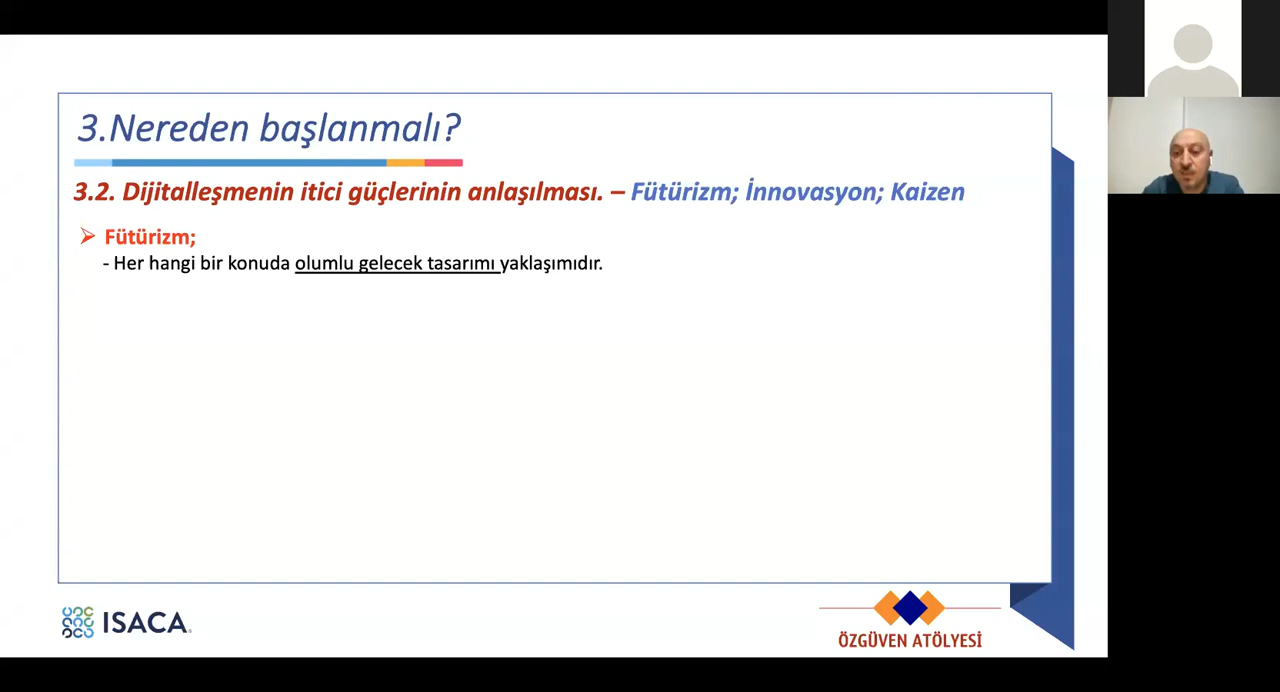 3.Nereden başlanmalı?
3.2. Dijitalleşmenin itici güçlerinin anlaşılması. – Fütürizm; İnnovasyon; Kaizen
➢ Fütürizm;
- Her hangi bir konuda olumlu gelecek tasarımı yaklaşımıdır.
ISACA®
ÖZGÜVEN ATÖLYESİ